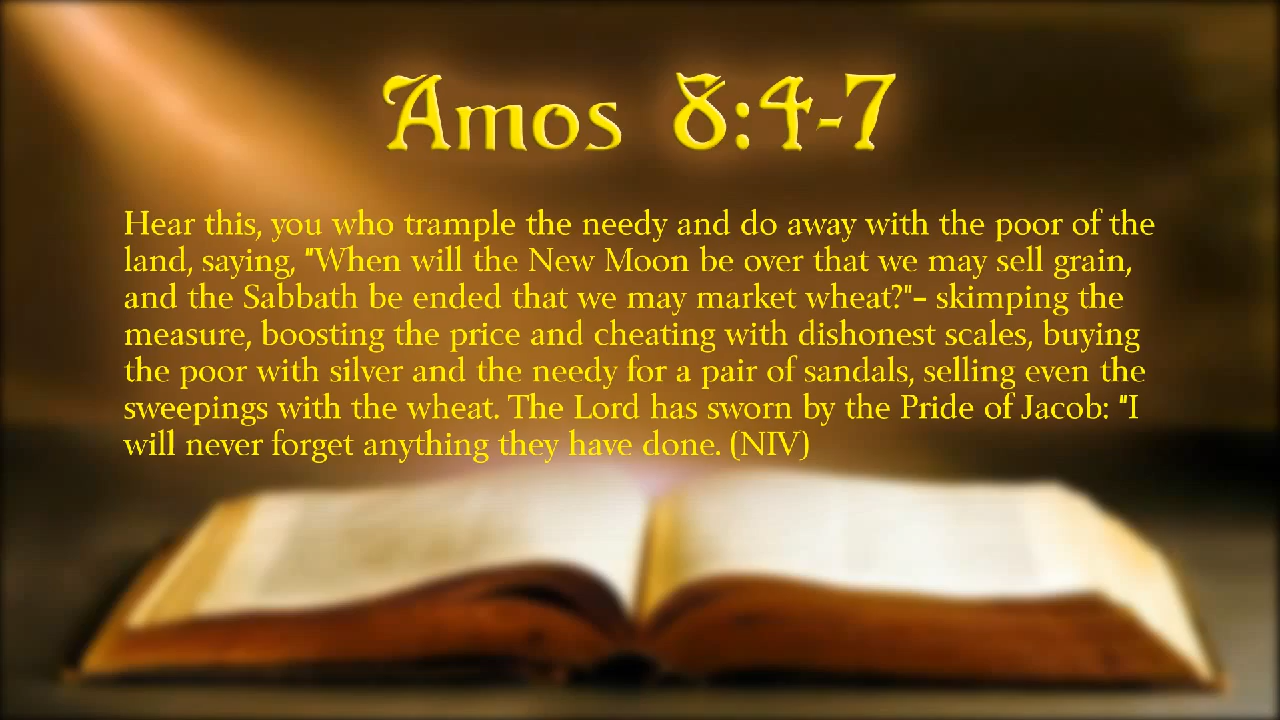 Amos 8:4-7
Hear this, you who trample the needy and do away with the poor of the
land, saying, "When will the New Moon be over that we may sell grain,
and the Sabbath be ended that we may market wheat?"– skimping the
measure, boosting the price and cheating with dishonest scales, buying
the poor with silver and the needy for a pair of sandals, selling even the
sweepings with the wheat. The Lord has sworn by the Pride of Jacob: "I
will never forget anything they have done. (NIV)